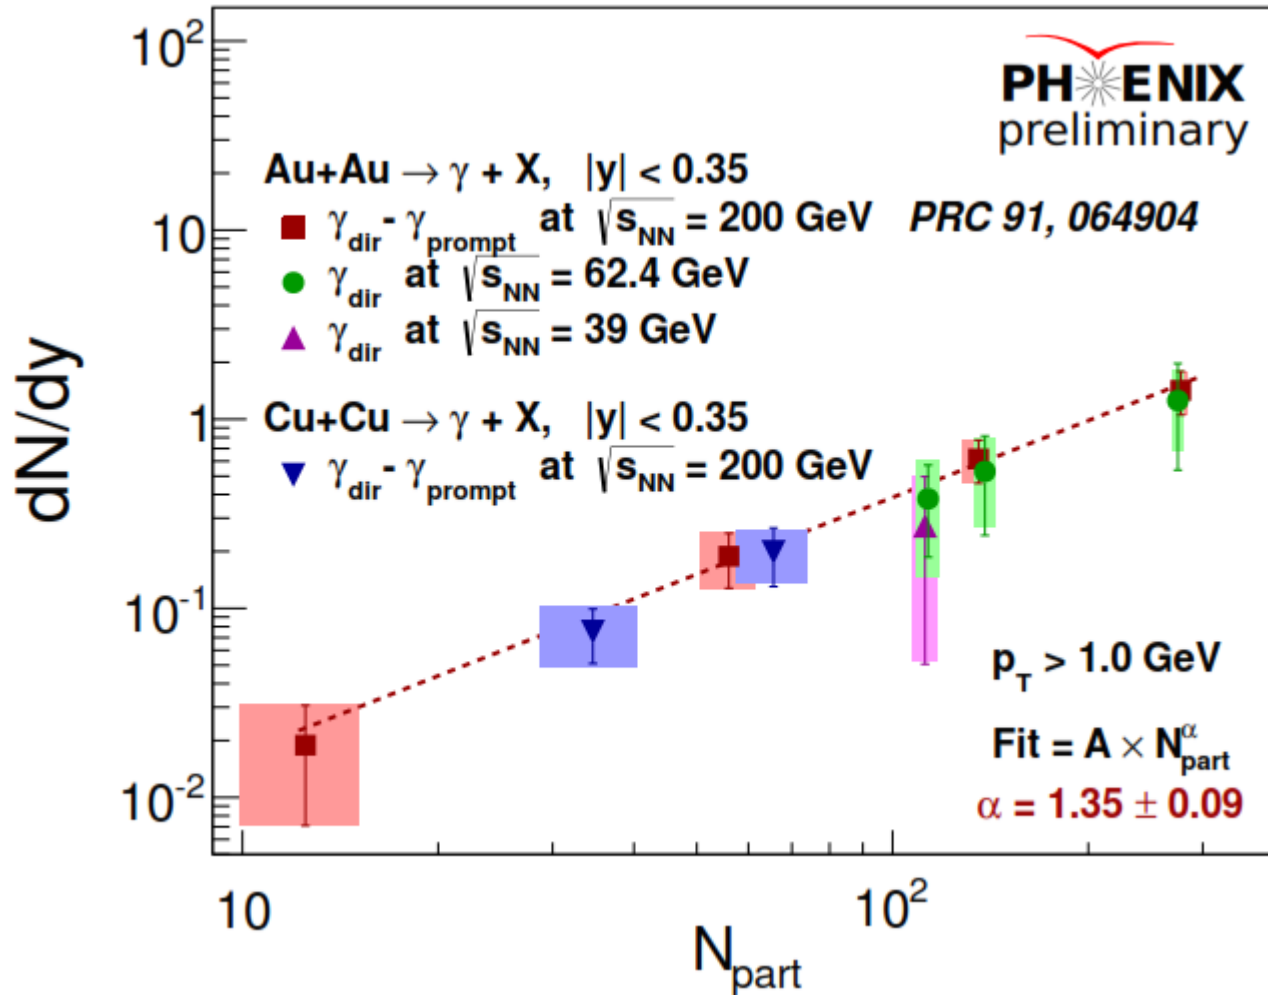 10²
PHENIX
preliminary
Au+Au → γ + X, |y| < 0.35
γdir - γprompt at √sNN = 200 GeV PRC 91, 064904
10
γdir at √sNN = 62.4 GeV
γdir at √sNN = 39 GeV
dN/dy
Cu+Cu → γ + X, |y| < 0.35
1
γdir - γprompt at √sNN = 200 GeV
10⁻¹
pT > 1.0 GeV
Fit = A × Nαpart
10⁻²
α = 1.35 ± 0.09
10
10²
Npart